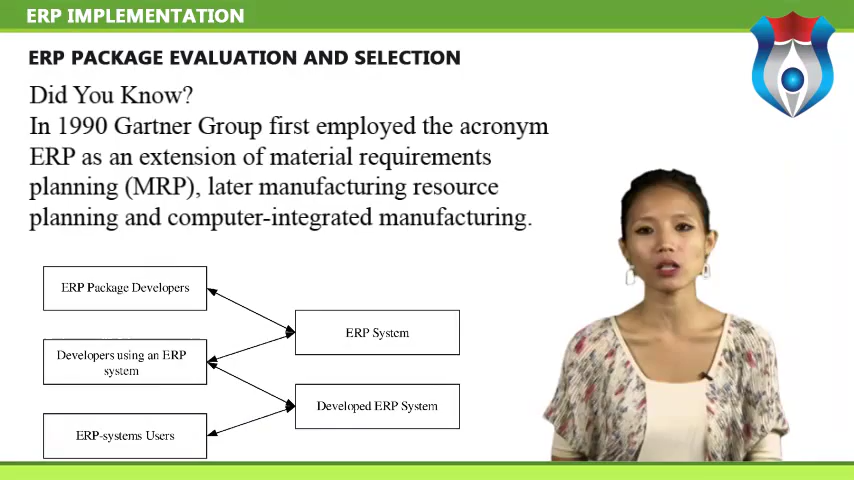 ERP IMPLEMENTATION
ERP PACKAGE EVALUATION AND SELECTION
Did You Know?
In 1990 Gartner Group first employed the acronym
ERP as an extension of material requirements
planning (MRP), later manufacturing resource
planning and computer-integrated manufacturing.
ERP Package Developers
ERP System
Developers using an ERP
system
Developed ERP System
ERP-systems Users